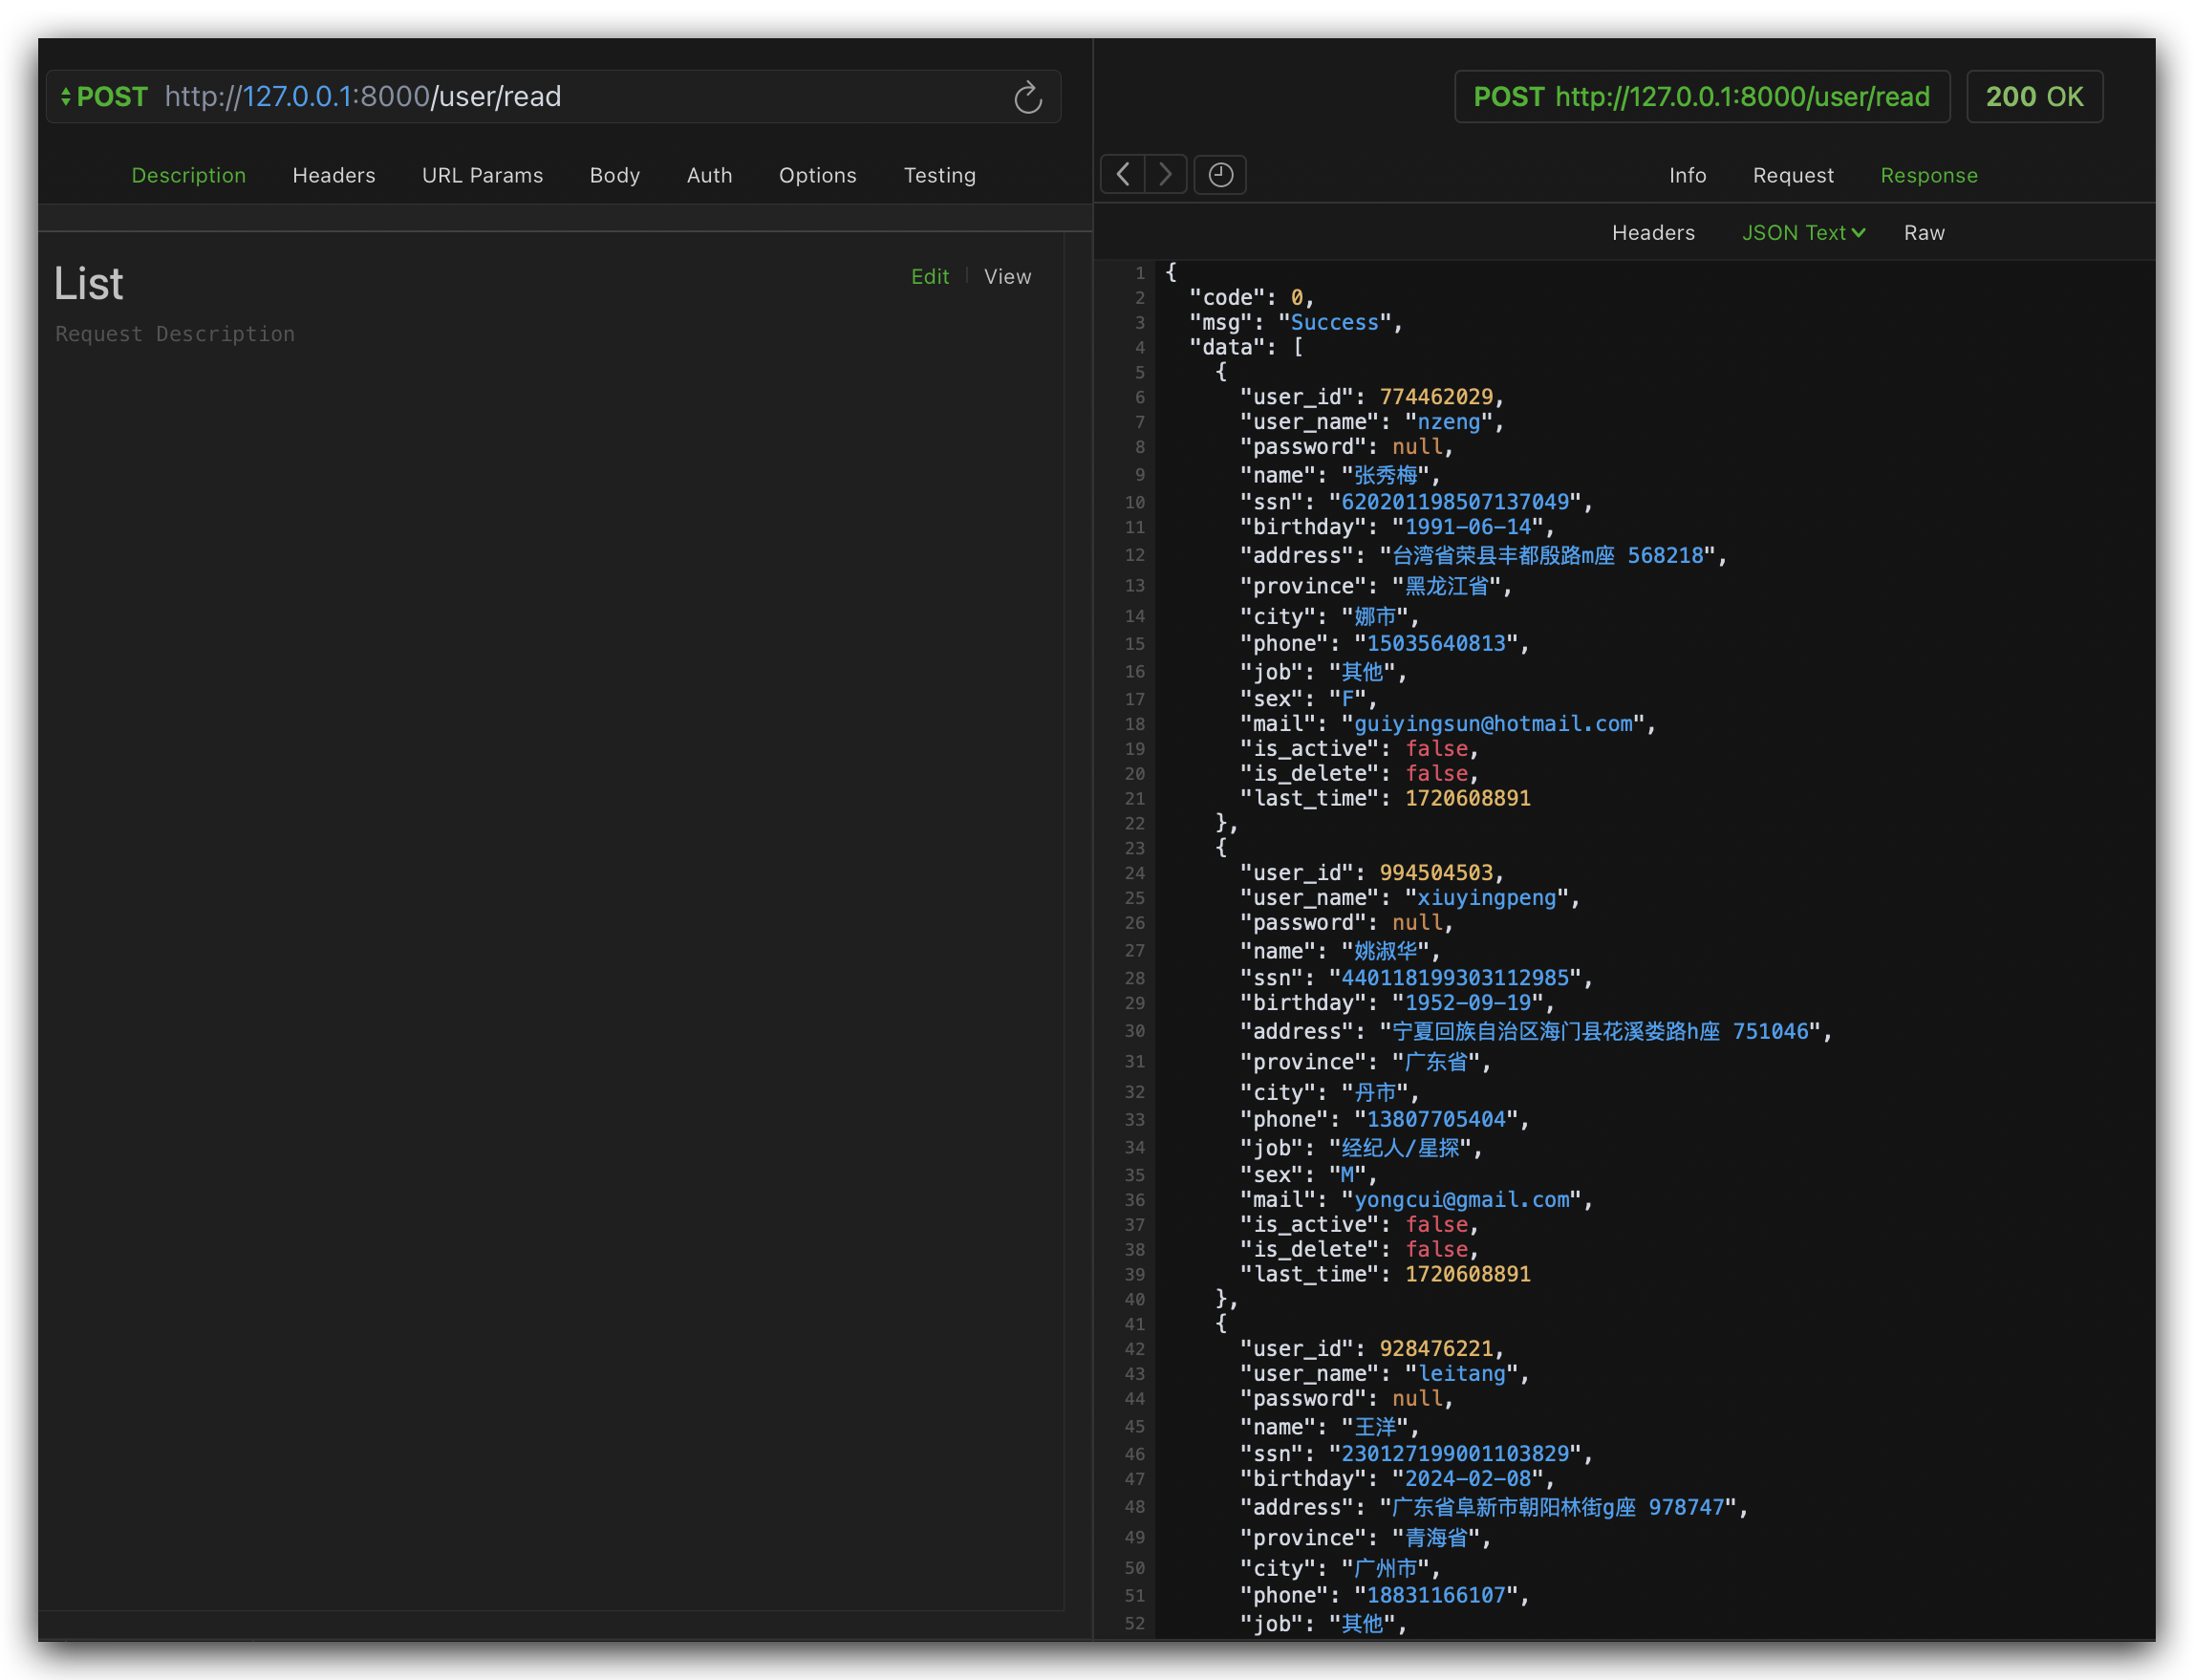 POST http://127.0.0.1:8000/user/read
Description Headers URL Params Body Auth Options Testing
List
Edit View
Request Description
POST http://127.0.0.1:8000/user/read 200 OK
Info Request Response
Headers JSON Text Raw
1 {
2 "code": 0,
3 "msg": "Success",
4 "data": [
5 {
6 "user_id": 774462029,
7 "user_name": "nzeng",
8 "password": null,
9 "name": "张秀梅",
10 "ssn": "620201198507137049",
11 "birthday": "1991-06-14",
12 "address": "台湾省荣县丰都殷路m座 568218",
13 "province": "黑龙江省",
14 "city": "娜市",
15 "phone": "15035640813",
16 "job": "其他",
17 "sex": "F",
18 "mail": "guiyingsun@hotmail.com",
19 "is_active": false,
20 "is_delete": false,
21 "last_time": 1720608891
22 },
23 {
24 "user_id": 994504503,
25 "user_name": "xiuyingpeng",
26 "password": null,
27 "name": "姚淑华",
28 "ssn": "440118199303112985",
29 "birthday": "1952-09-19",
30 "address": "宁夏回族自治区海门县花溪娄路h座 751046",
31 "province": "广东省",
32 "city": "丹市",
33 "phone": "13807705404",
34 "job": "经纪人/星探",
35 "sex": "M",
36 "mail": "yongcui@gmail.com",
37 "is_active": false,
38 "is_delete": false,
39 "last_time": 1720608891
40 },
41 {
42 "user_id": 928476221,
43 "user_name": "leitang",
44 "password": null,
45 "name": "王洋",
46 "ssn": "230127199001103829",
47 "birthday": "2024-02-08",
48 "address": "广东省阜新市朝阳林街g座 978747",
49 "province": "青海省",
50 "city": "广州市",
51 "phone": "18831166107",
52 "job": "其他",